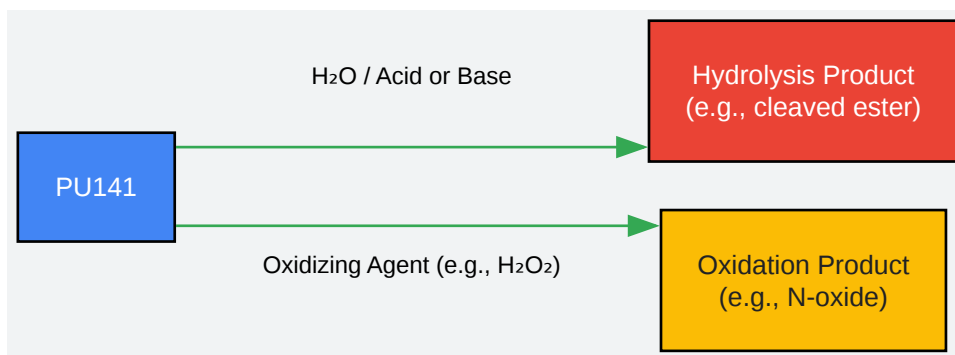 H₂O / Acid or Base
Hydrolysis Product
(e.g., cleaved ester)
PU141
Oxidizing Agent (e.g., H₂O₂)
Oxidation Product
(e.g., N-oxide)